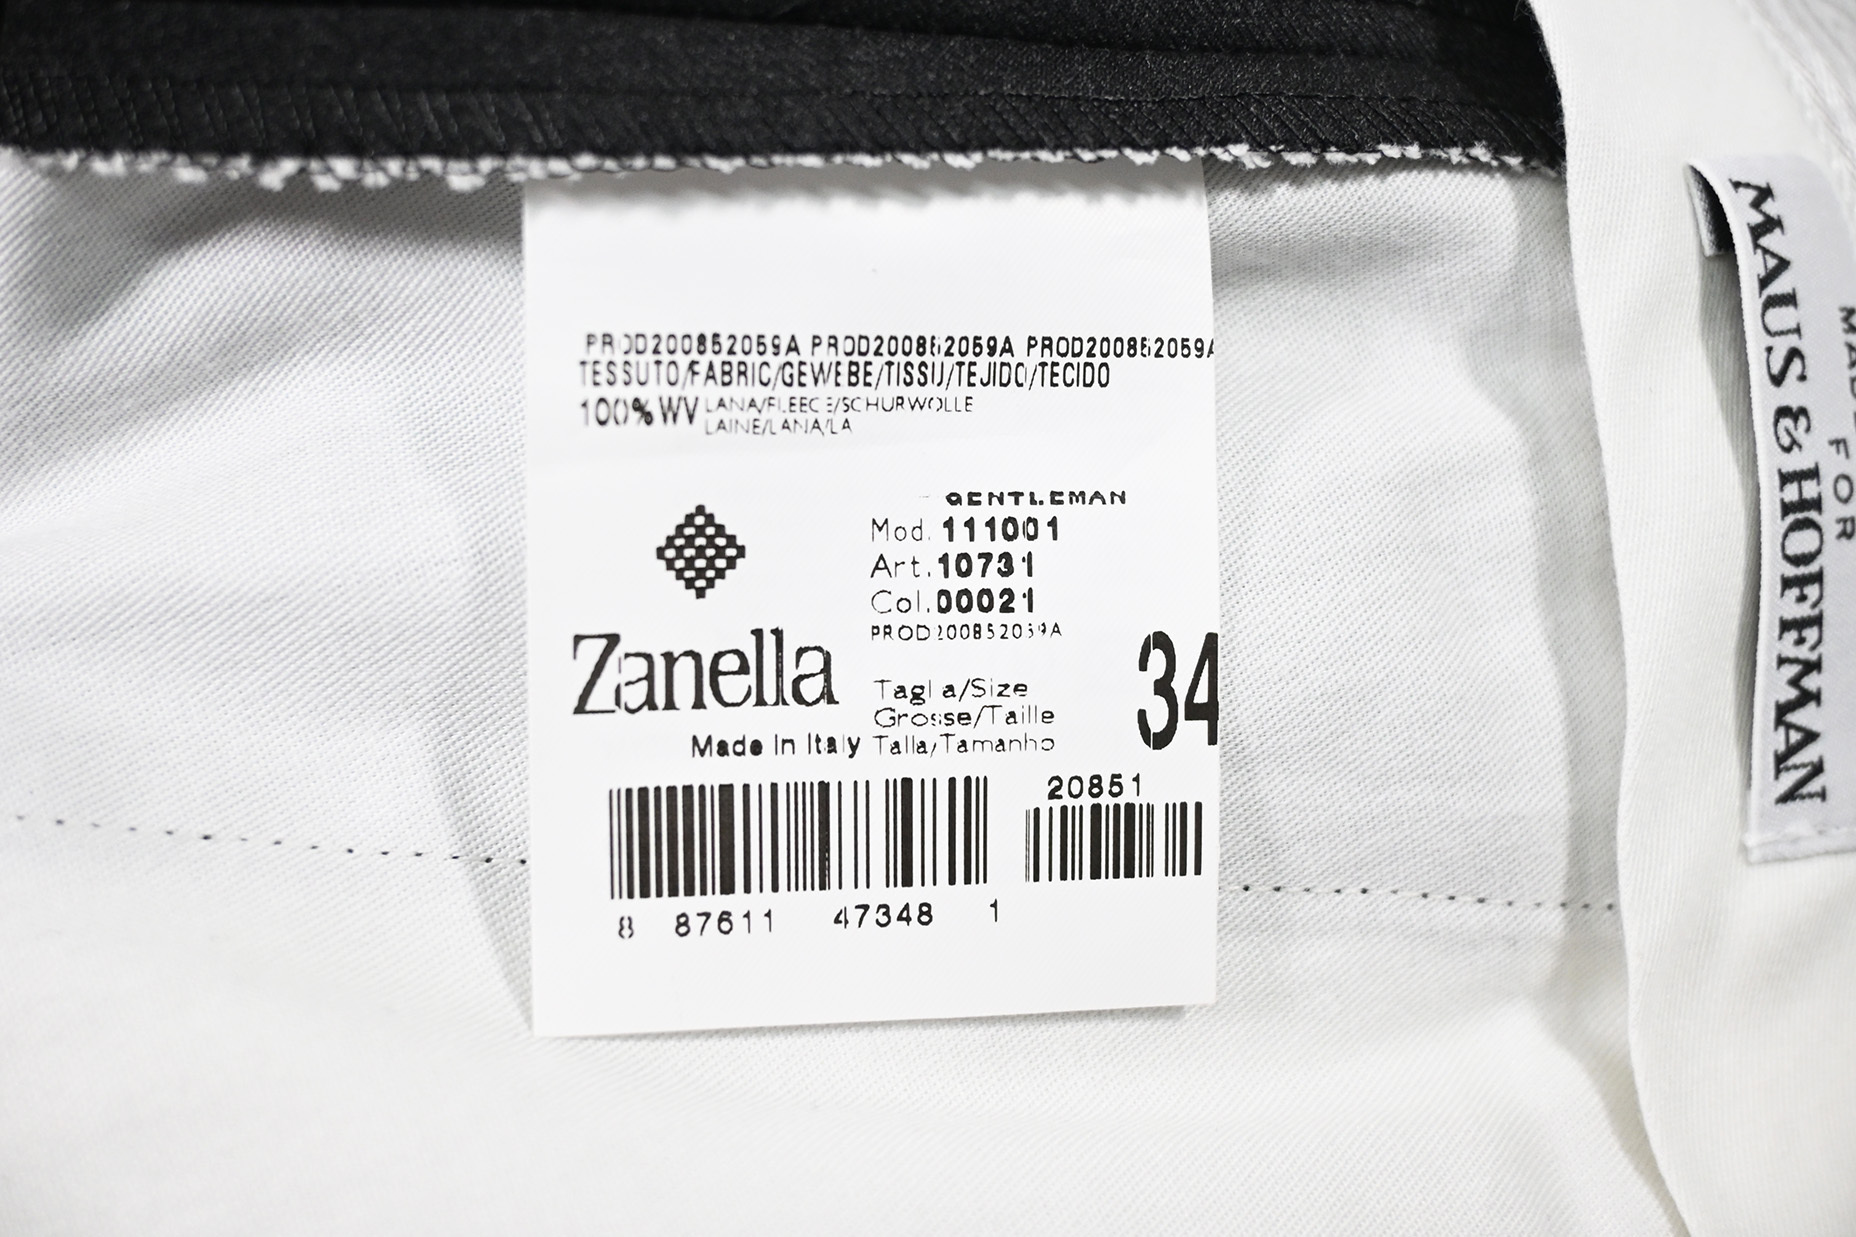 PROD200852059A PROD200852059A PROD200852059A
TESSUTO/FABRIC/GEWEBE/TISSU/TEJIDO/TECIDO
100% WV LANA/FLEECE/SCHURWOLLE
LAINE/LANA/LA
GENTLEMAN
Mod. 111001
Art. 10731
Col. 00021
PROD200852059A
Zanella
Made in Italy
Taglia/Size
Grosse/Taille
Talla/Tamanho
34
20851
8 87611 47348 1
MADE FOR
MAUS & HOFFMAN